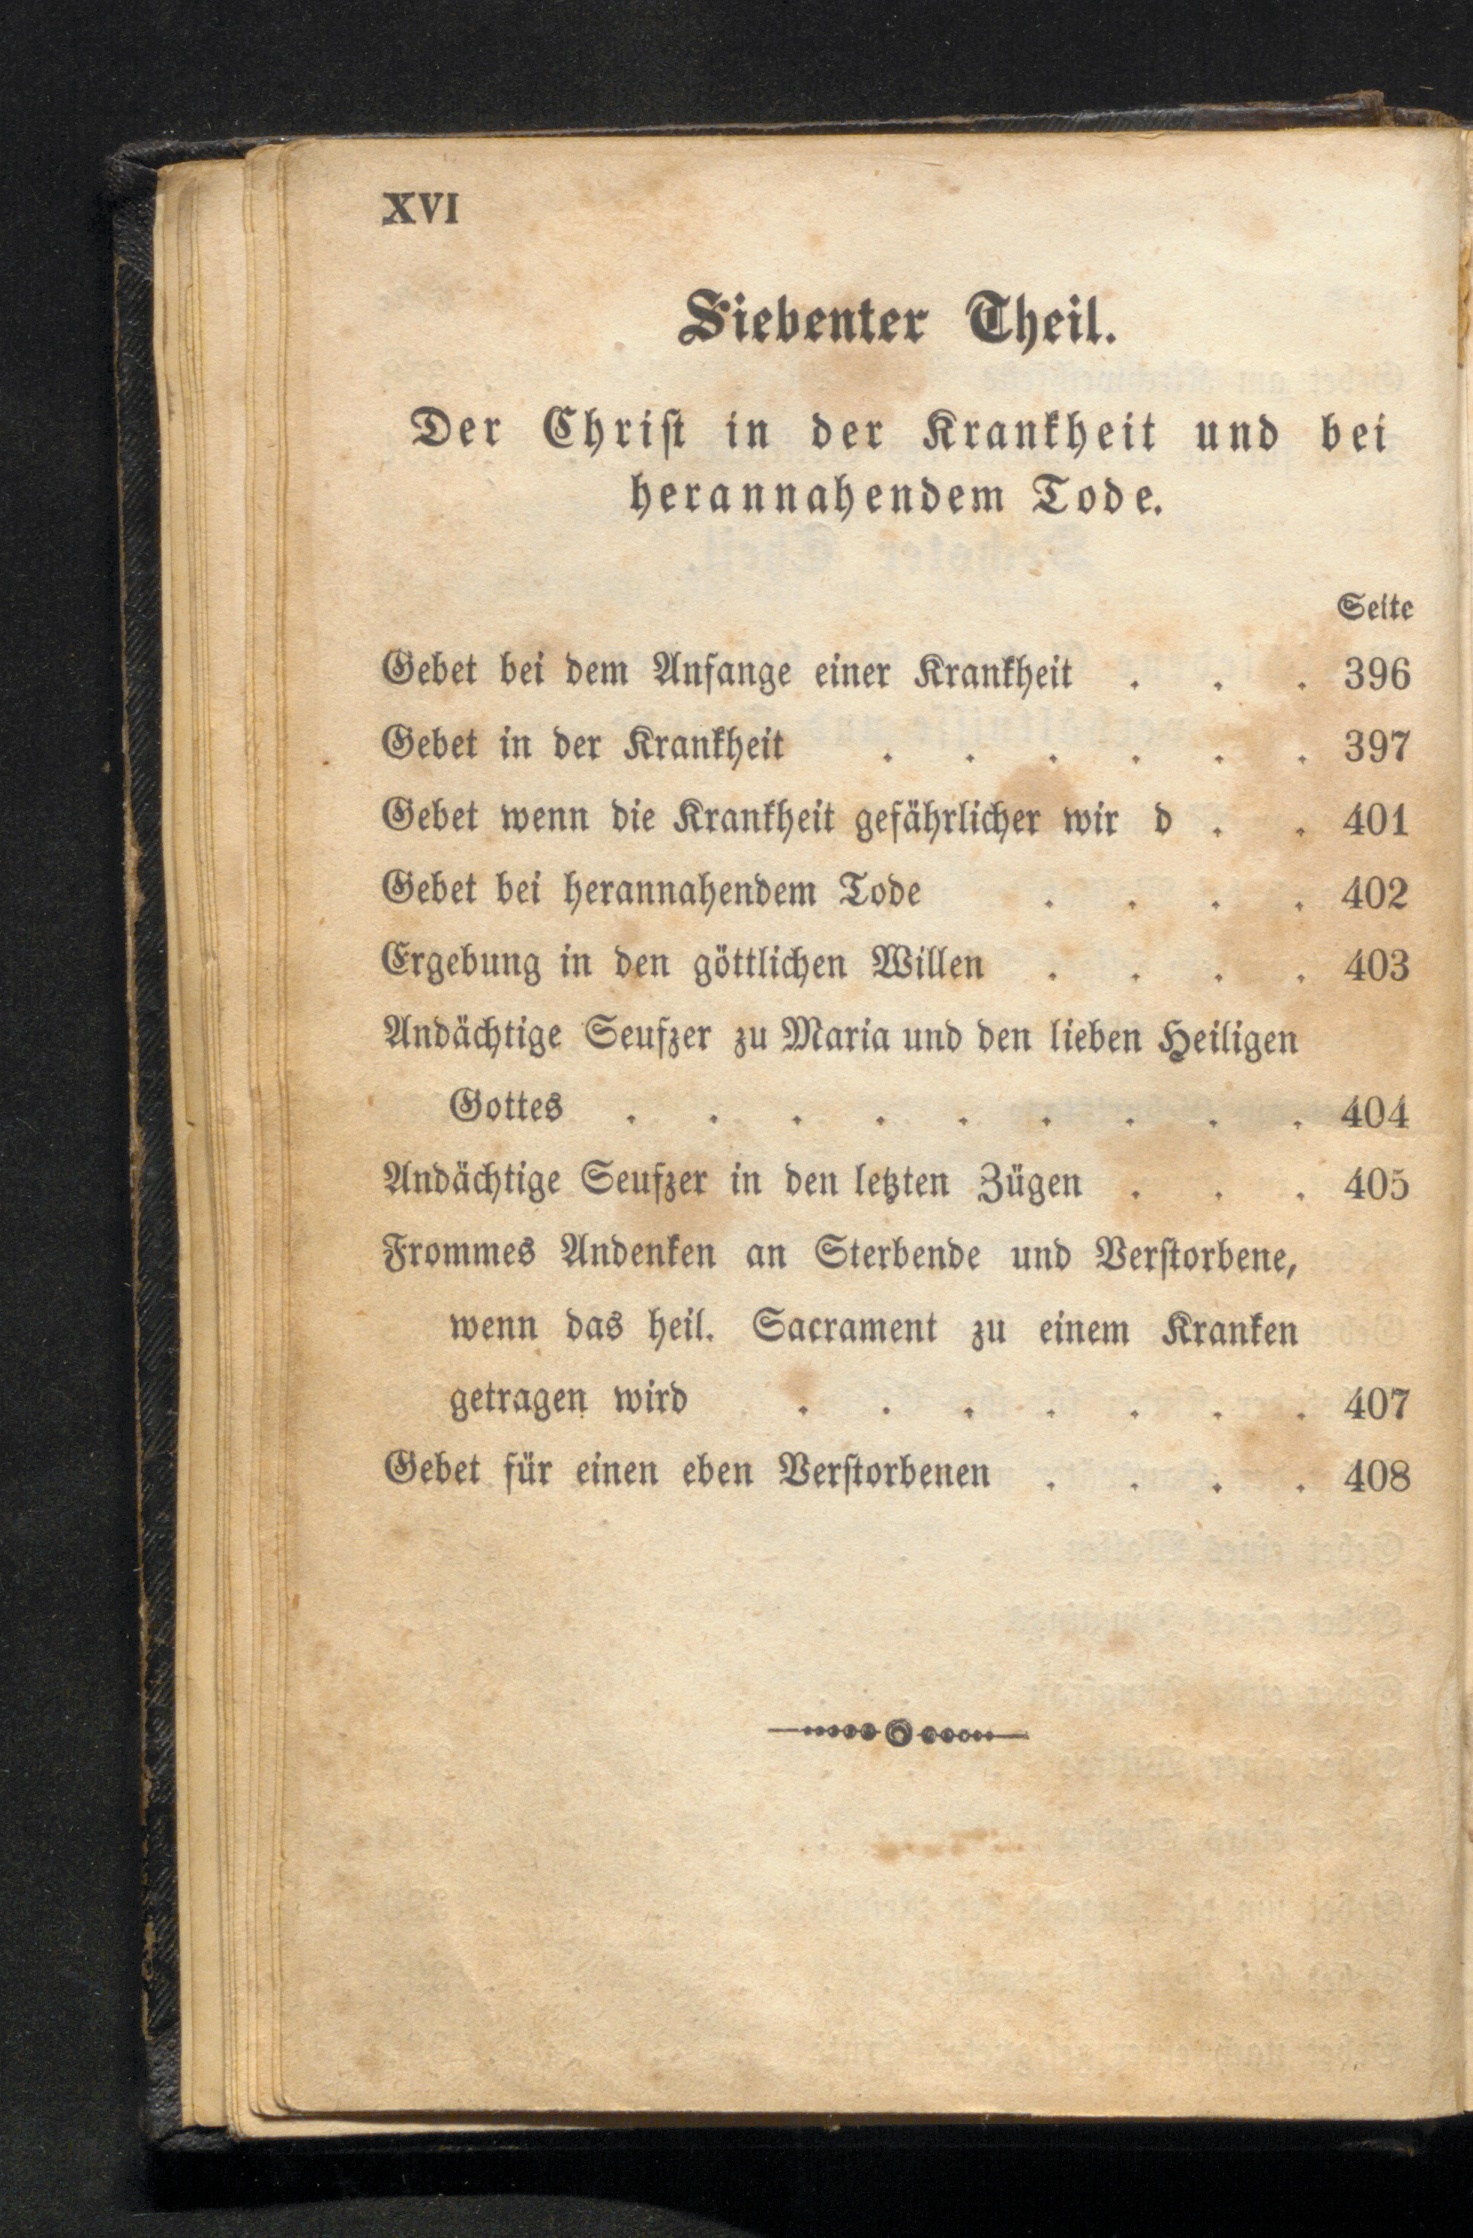 XVI
Siebenter Theil.
Der Christ in der Krankheit und bei
herannahendem Tode.
Seite
Gebet bei dem Anfange einer Krankheit . . . 396
Gebet in der Krankheit . . . . . . 397
Gebet wenn die Krankheit gefährlicher wir d . . 401
Gebet bei herannahendem Tode . . . . 402
Ergebung in den göttlichen Willen . . . . 403
Andächtige Seufzer zu Maria und den lieben Heiligen
Gottes . . . . . . . . . 404
Andächtige Seufzer in den letzten Zügen . . . 405
Frommes Andenken an Sterbende und Verstorbene,
wenn das heil. Sacrament zu einem Kranken
getragen wird . . . . . . . 407
Gebet für einen eben Verstorbenen . . . . 408